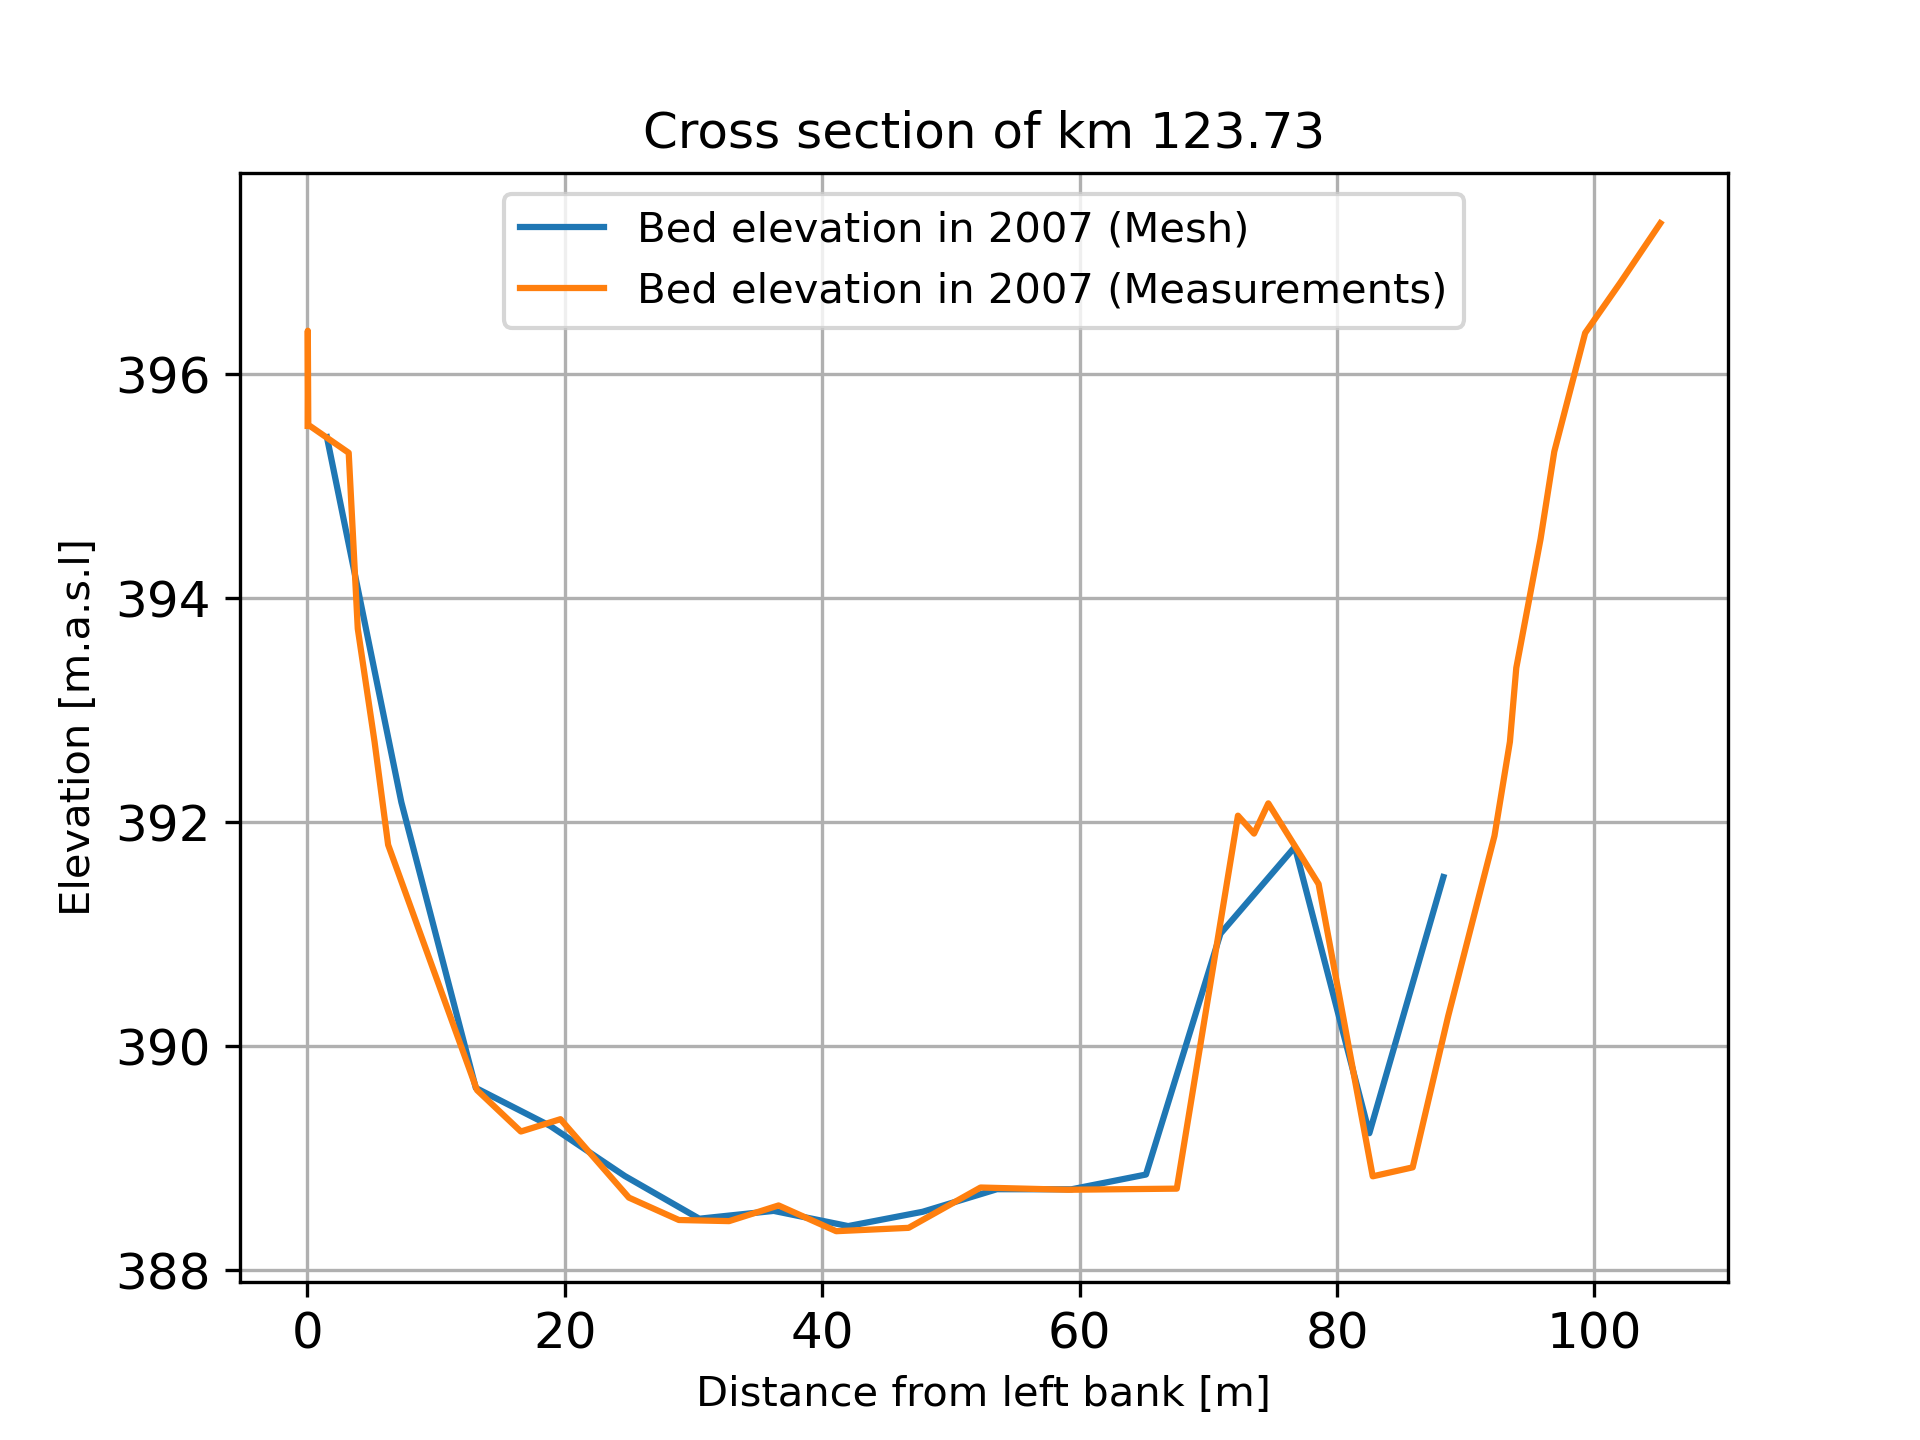 Cross section of km 123.73
Bed elevation in 2007 (Mesh)
Bed elevation in 2007 (Measurements)
Elevation [m.a.s.l]
396
394
392
390
388
0 20 40 60 80 100
Distance from left bank [m]